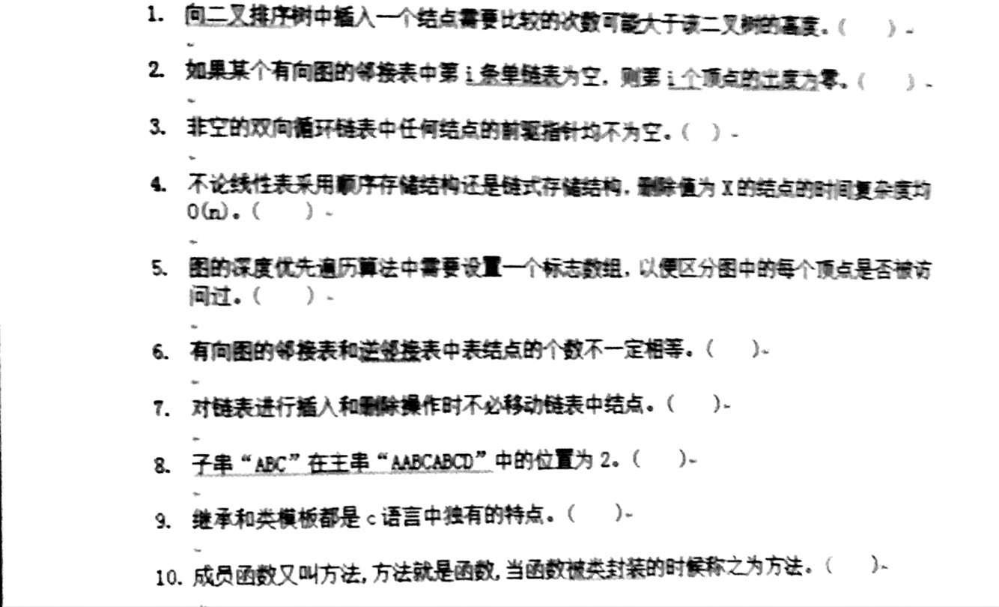 1. 向二叉排序树中插入一个结点需要比较的次数可能大于该二叉树的高度。( )
2. 如果某个有向图的邻接表中第 i 条单链表为空,则第 i 个顶点的出度为零。( )
3. 非空的双向循环链表中任何结点的前驱指针均不为空。( )
4. 不论线性表采用顺序存储结构还是链式存储结构,删除值为 X 的结点的时间复杂度均
O(n)。( )
5. 图的深度优先遍历算法中需要设置一个标志数组,以便区分图中的每个顶点是否被访
问过。( )
6. 有向图的邻接表和逆邻接表中表结点的个数不一定相等。( )
7. 对链表进行插入和删除操作时不必移动链表中结点。( )
8. 子串“ABC”在主串“AABCABCD”中的位置为 2。( )
9. 继承和类模板都是 c 语言中独有的特点。( )
10. 成员函数又叫方法,方法就是函数,当函数被类封装的时候称之为方法。( )